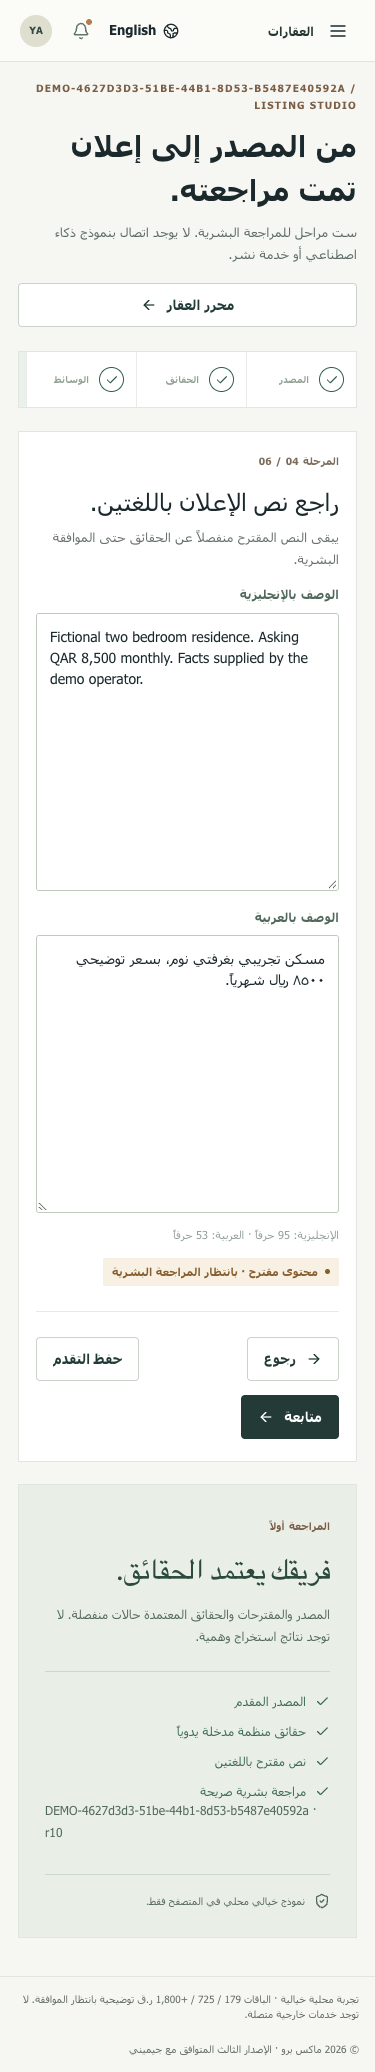 العقارات
English
YA
DEMO-4627D3D3-51BE-44B1-8D53-B5487E40592A /
LISTING STUDIO
من المصدر إلى إعلان
تمت مراجعته.
ست مراحل للمراجعة البشرية. لا يوجد اتصال بنموذج ذكاء
اصطناعي أو خدمة نشر.
محرر العقار
المصدر
الحقائق
الوسائط
المرحلة 04 / 06
راجع نص الإعلان باللغتين.
يبقى النص المقترح منفصلاً عن الحقائق حتى الموافقة
البشرية.
الوصف بالإنجليزية
Fictional two bedroom residence. Asking
QAR 8,500 monthly. Facts supplied by the
demo operator.
الوصف بالعربية
مسكن تجريبي بغرفتي نوم، بسعر توضيحي
٨٥٠٠ ريال شهرياً.
الإنجليزية: 95 حرفاً · العربية: 53 حرفاً
محتوى مقترح · بانتظار المراجعة البشرية
رجوع
حفظ التقدم
متابعة
المراجعة أولاً
فريقك يعتمد الحقائق.
المصدر والمقترحات والحقائق المعتمدة حالات منفصلة. لا
توجد نتائج استخراج وهمية.
المصدر المقدم
حقائق منظمة مدخلة يدوياً
نص مقترح باللغتين
مراجعة بشرية صريحة
DEMO-4627d3d3-51be-44b1-8d53-b5487e40592a ·
r10
نموذج خيالي محلي في المتصفح فقط.
تجربة محلية خيالية · الباقات 179 / 725 / +1,800 ر.ق توضيحية بانتظار الموافقة. لا
توجد خدمات خارجية متصلة.
© 2026 ماكس برو · الإصدار الثالث المتوافق مع جيميني